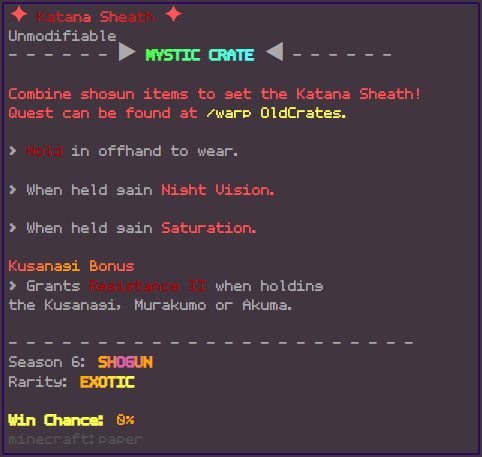 ✦ Katana Sheath ✦
Unmodifiable
- - - - - - ▶ MYSTIC CRATE ◀ - - - - - -
Combine shogun items to get the Katana Sheath!
Quest can be found at /warp OldCrates.
> Hold in offhand to wear.
> When held gain Night Vision.
> When held gain Saturation.
Kusanagi Bonus
> Grants Resistance II when holding
the Kusanagi, Murakumo or Akuma.
- - - - - - - - - - - - - - - - - - - - - - -
Season 6: SHOGUN
Rarity: EXOTIC
Win Chance: 0%
minecraft:paper